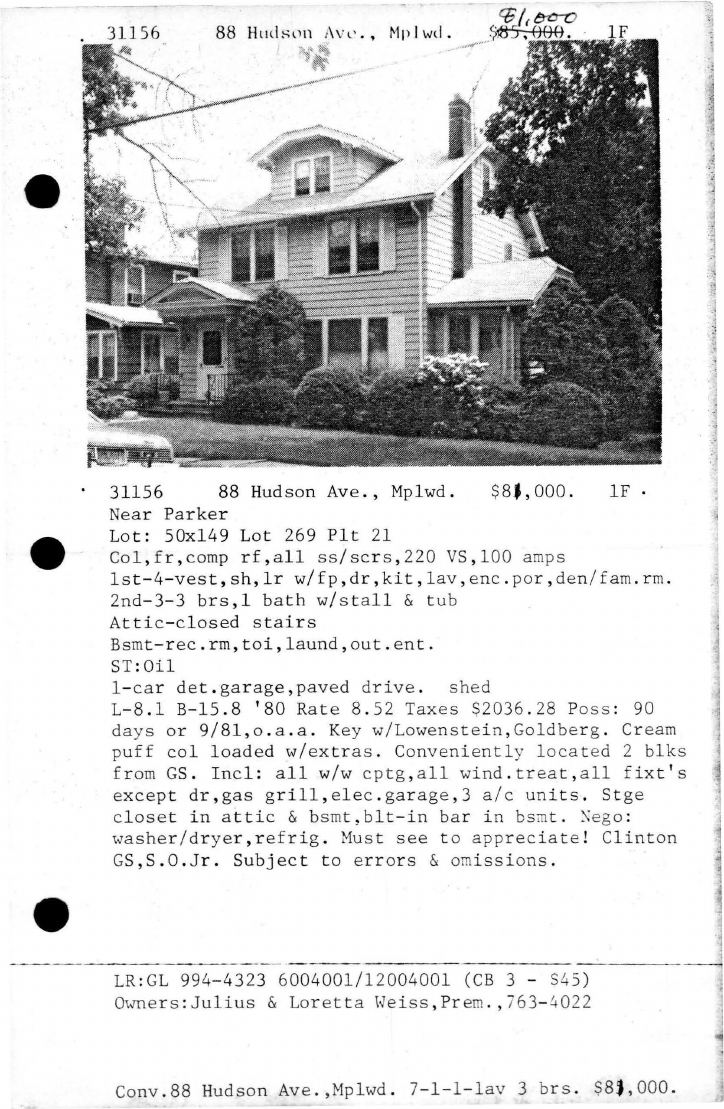 81,000
31156 88 Hudson Ave., Mplwd. $85,000. 1F
31156 88 Hudson Ave., Mplwd. $81,000. 1F.
Near Parker
Lot: 50x149 Lot 269 Plt 21
Col,fr,comp rf,all ss/scrs,220 VS,100 amps
1st-4-vest,sh,lr w/fp,dr,kit,lav,enc.por,den/fam.rm.
2nd-3-3 brs,1 bath w/stall & tub
Attic-closed stairs
Bsmt-rec.rm,toi,laund,out.ent.
ST:Oil
1-car det.garage,paved drive. shed
L-8.1 B-15.8 '80 Rate 8.52 Taxes $2036.28 Poss: 90
days or 9/81,o.a.a. Key w/Lowenstein,Goldberg. Cream
puff col loaded w/extras. Conveniently located 2 blks
from GS. Incl: all w/w cptg,all wind.treat,all fixt's
except dr,gas grill,elec.garage,3 a/c units. Stge
closet in attic & bsmt,blt-in bar in bsmt. Nego:
washer/dryer,refrig. Must see to appreciate! Clinton
GS,S.O.Jr. Subject to errors & omissions.
LR:GL 994-4323 6004001/12004001 (CB 3 - $45)
Owners:Julius & Loretta Weiss,Prem.,763-4022
Conv.88 Hudson Ave.,Mplwd. 7-1-1-lav 3 brs. $81,000.